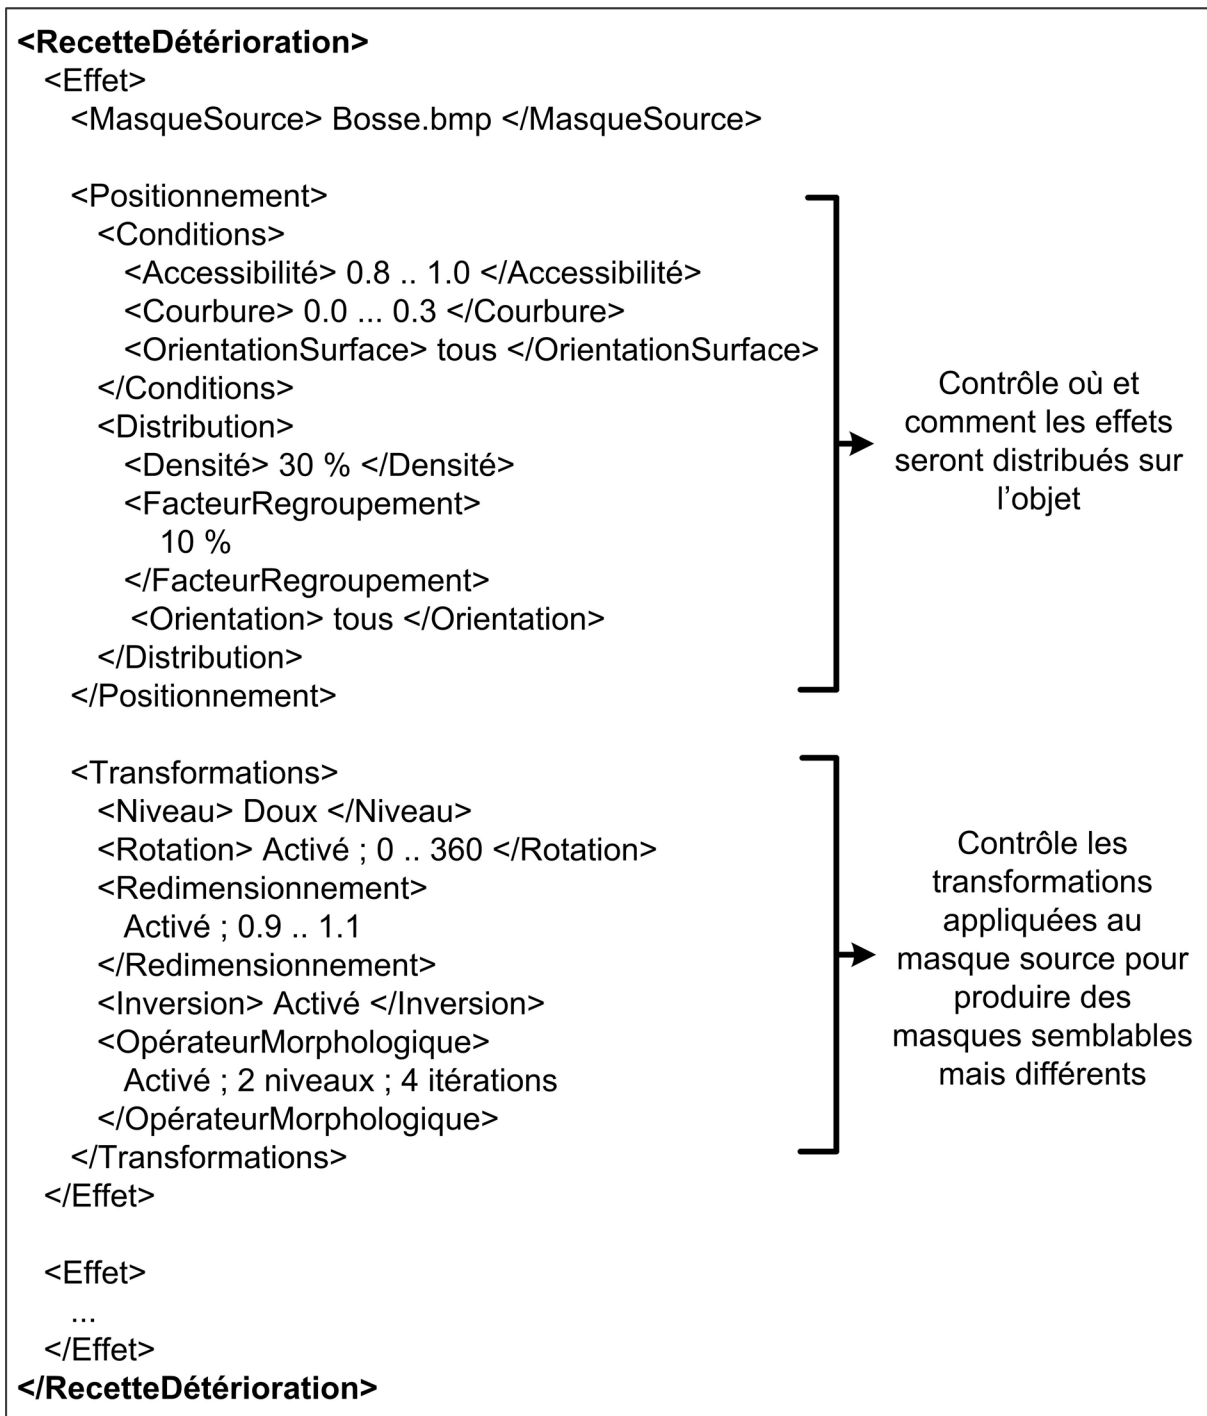 <RecetteDétérioration>
<Effet>
<MasqueSource> Bosse.bmp </MasqueSource>
<Positionnement>
<Conditions>
<Accessibilité> 0.8 .. 1.0 </Accessibilité>
<Courbure> 0.0 ... 0.3 </Courbure>
<OrientationSurface> tous </OrientationSurface>
</Conditions>
<Distribution>
<Densité> 30 % </Densité>
<FacteurRegroupement>
10 %
</FacteurRegroupement>
<Orientation> tous </Orientation>
</Distribution>
</Positionnement>
Contrôle où et
comment les effets
seront distribués sur
l’objet
<Transformations>
<Niveau> Doux </Niveau>
<Rotation> Activé ; 0 .. 360 </Rotation>
<Redimensionnement>
Activé ; 0.9 .. 1.1
</Redimensionnement>
<Inversion> Activé </Inversion>
<OpérateurMorphologique>
Activé ; 2 niveaux ; 4 itérations
</OpérateurMorphologique>
</Transformations>
Contrôle les
transformations
appliquées au
masque source pour
produire des
masques semblables
mais différents
</Effet>
<Effet>
...
</Effet>
</RecetteDétérioration>